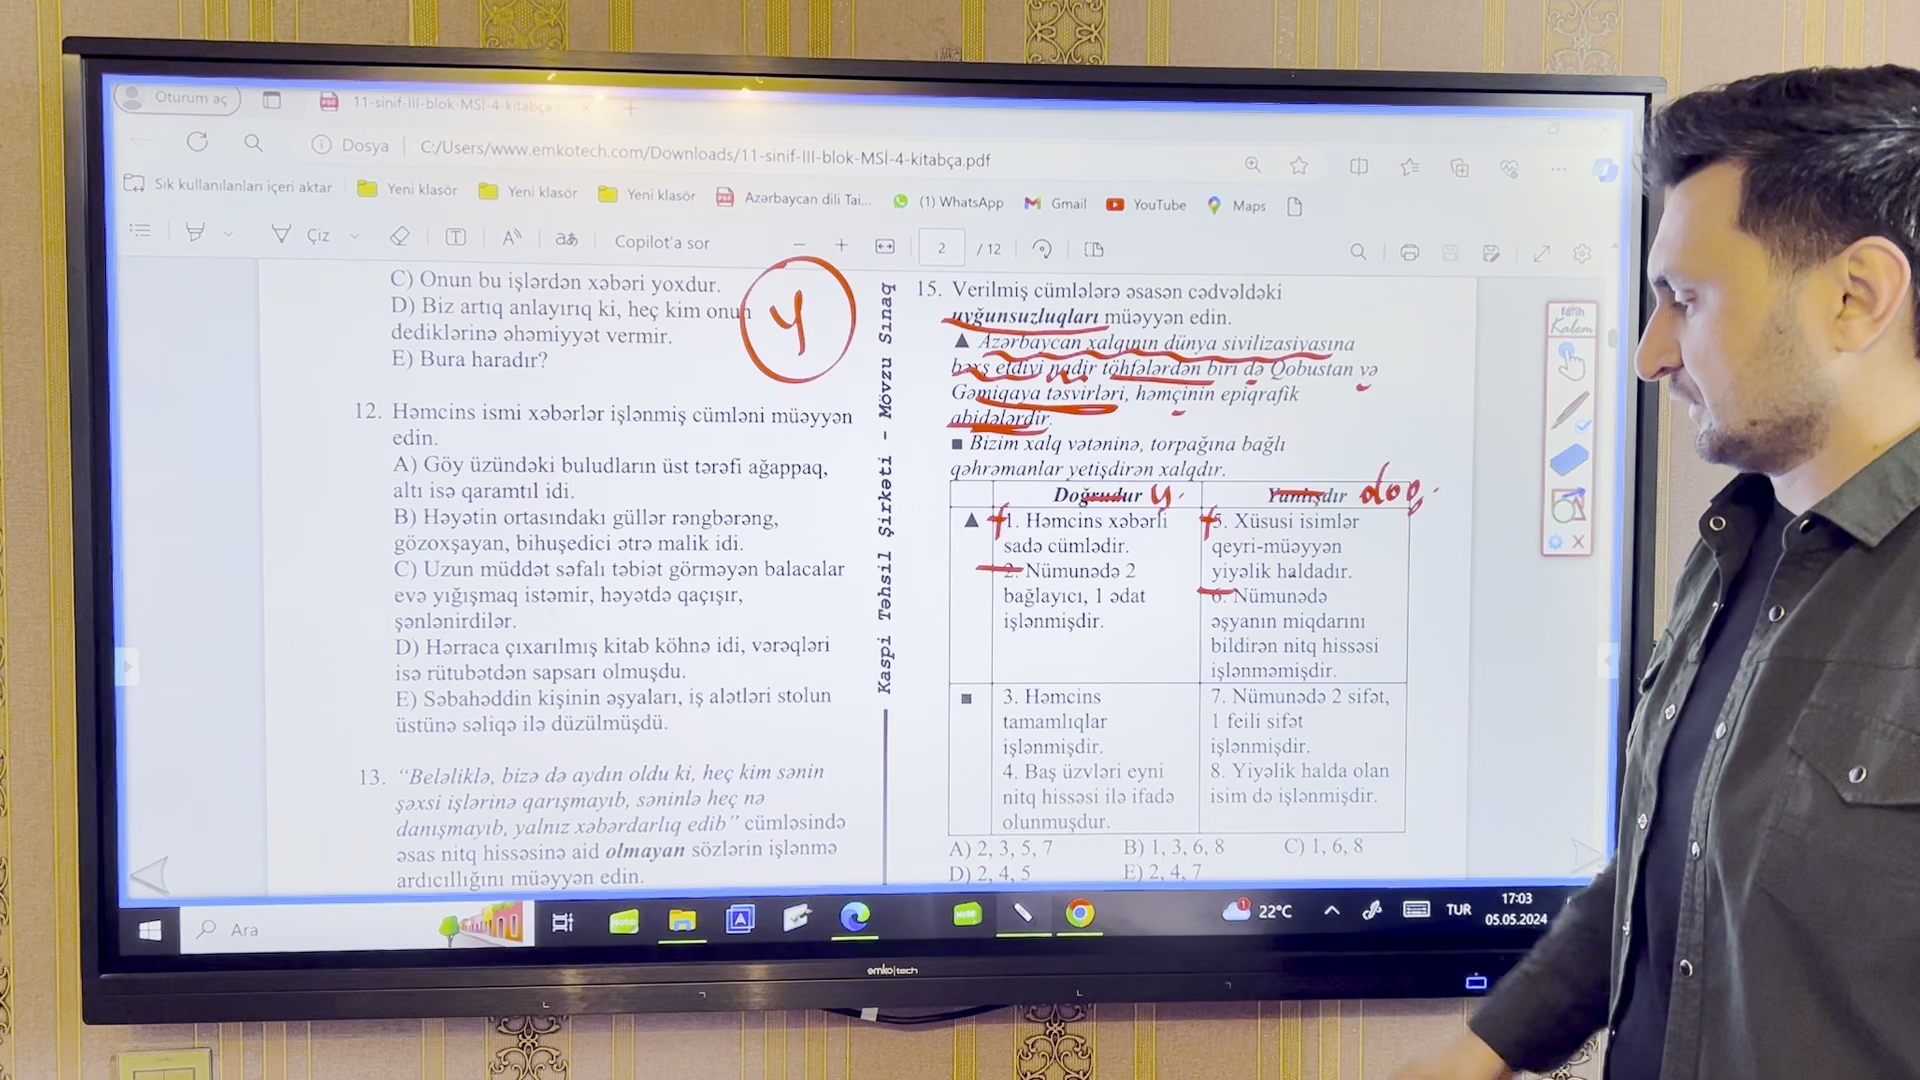 Oturum aç
11-sinif-III-blok-MSİ-4-kitabça
Dosya
C:/Users/www.emkotech.com/Downloads/11-sinif-III-blok-MSİ-4-kitabça.pdf
Sık kullanılanları içeri aktar
Yeni klasör
Yeni klasör
Yeni klasör
Azərbaycan dili Tai...
(1) WhatsApp
Gmail
YouTube
Maps
Çiz
Copilot'a sor
2
/ 12
C) Onun bu işlərdən xəbəri yoxdur.
D) Biz artıq anlayırıq ki, heç kim onun
dediklərinə əhəmiyyət vermir.
E) Bura haradır?
y
12. Həmcins ismi xəbərlər işlənmiş cümləni müəyyən
edin.
A) Göy üzündəki buludların üst tərəfi ağappaq,
altı isə qaramtıl idi.
B) Həyətin ortasındakı güllər rəngbərəng,
gözoxşayan, bihuşedici ətrə malik idi.
C) Uzun müddət səfalı təbiət görməyən balacalar
evə yığışmaq istəmir, həyətdə qaçışır,
şənlənirdilər.
D) Hərraca çıxarılmış kitab köhnə idi, vərəqləri
isə rütubətdən sapsarı olmuşdu.
E) Səbahəddin kişinin əşyaları, iş alətləri stolun
üstünə səliqə ilə düzülmüşdü.
13. “Beləliklə, bizə də aydın oldu ki, heç kim sənin
şəxsi işlərinə qarışmayıb, səninlə heç nə
danışmayıb, yalnız xəbərdarlıq edib” cümləsində
əsas nitq hissəsinə aid olmayan sözlərin işlənmə
ardıcıllığını müəyyən edin.
Kaspi Təhsil Şirkəti - Mövzu Sınaq
15. Verilmiş cümlələrə əsasən cədvəldəki
uyğunsuzluqları müəyyən edin.
▲ Azərbaycan xalqının dünya sivilizasiyasına
bəxş etdiyi nadir töhfələrdən biri də Qobustan və
Gəmiqaya təsvirləri, həmçinin epiqrafik
abidələrdir.
■ Bizim xalq vətəninə, torpağına bağlı
qəhrəmanlar yetişdirən xalqdır.
Doğrudur y.
Yanlışdır doğ.
▲
+1. Həmcins xəbərli
sadə cümlədir.
2. Nümunədə 2
bağlayıcı, 1 ədat
işlənmişdir.
+5. Xüsusi isimlər
qeyri-müəyyən
yiyəlik haldadır.
6. Nümunədə
əşyanın miqdarını
bildirən nitq hissəsi
işlənməmişdir.
■
3. Həmcins
tamamlıqlar
işlənmişdir.
4. Baş üzvləri eyni
nitq hissəsi ilə ifadə
olunmuşdur.
7. Nümunədə 2 sifət,
1 feili sifət
işlənmişdir.
8. Yiyəlik halda olan
isim də işlənmişdir.
A) 2, 3, 5, 7 B) 1, 3, 6, 8 C) 1, 6, 8
D) 2, 4, 5 E) 2, 4, 7
fatih
Kalem
Ara
22°C
TUR
17:03
05.05.2024
emko|tech